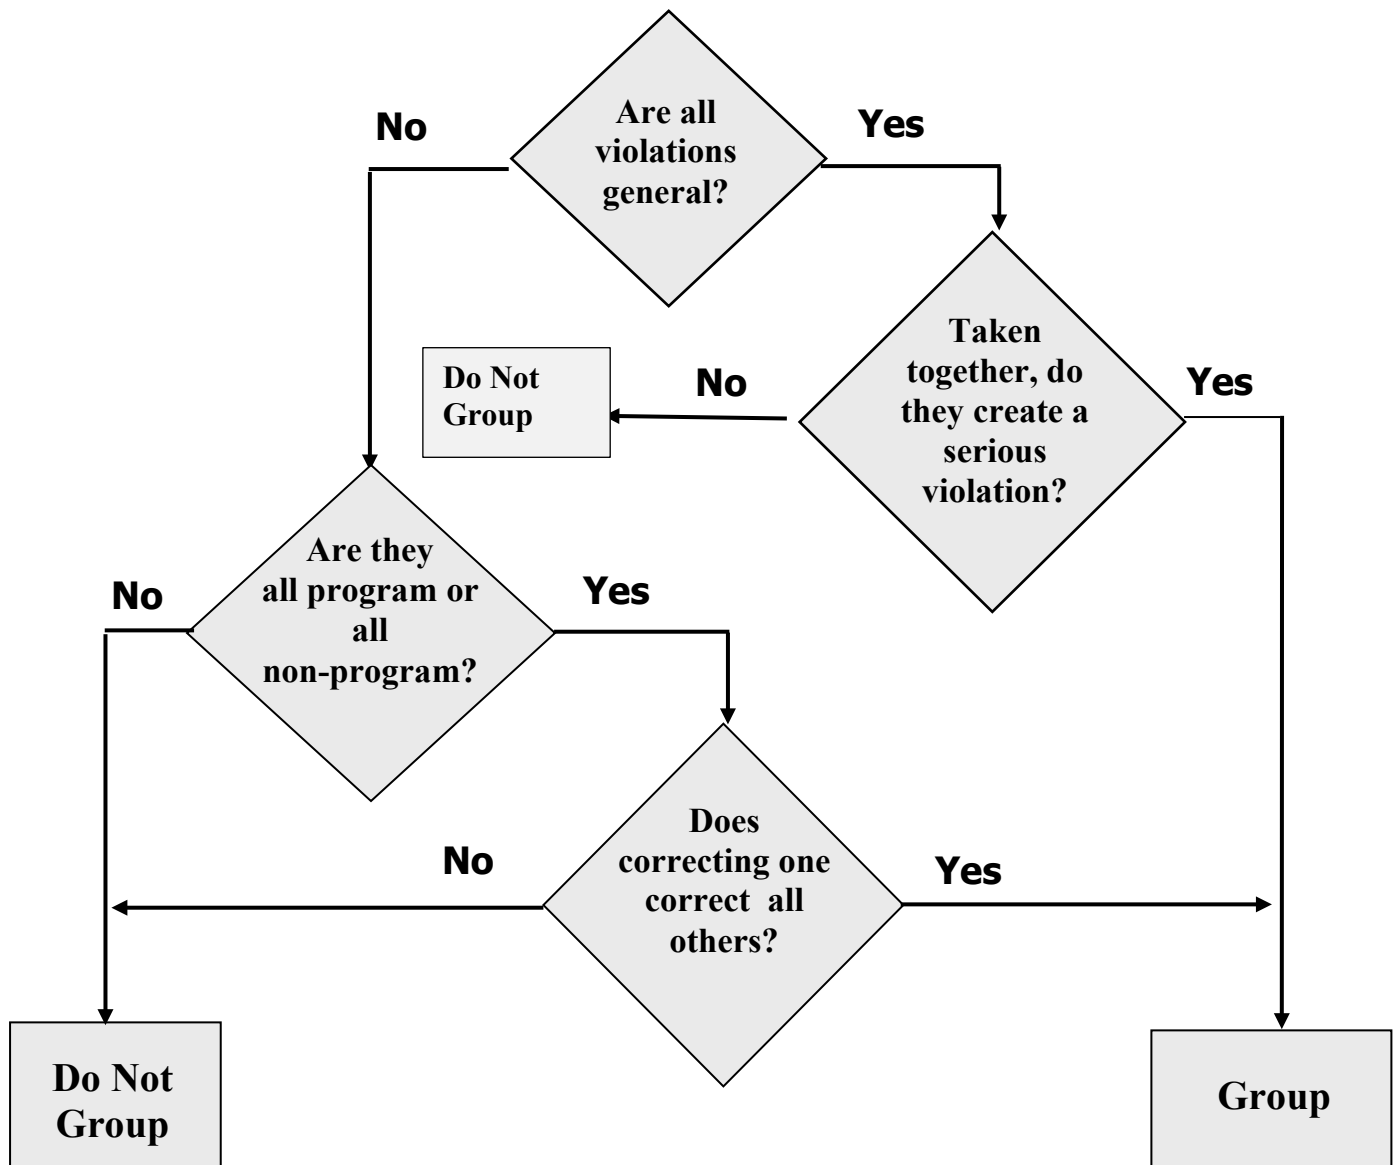 Are all
violations
general?
No
Yes
Taken
together, do
they create a
serious
violation?
No
Yes
Do Not
Group
Are they
all program or
all
non-program?
No
Yes
Does
correcting one
correct all
others?
No
Yes
Do Not
Group
Group